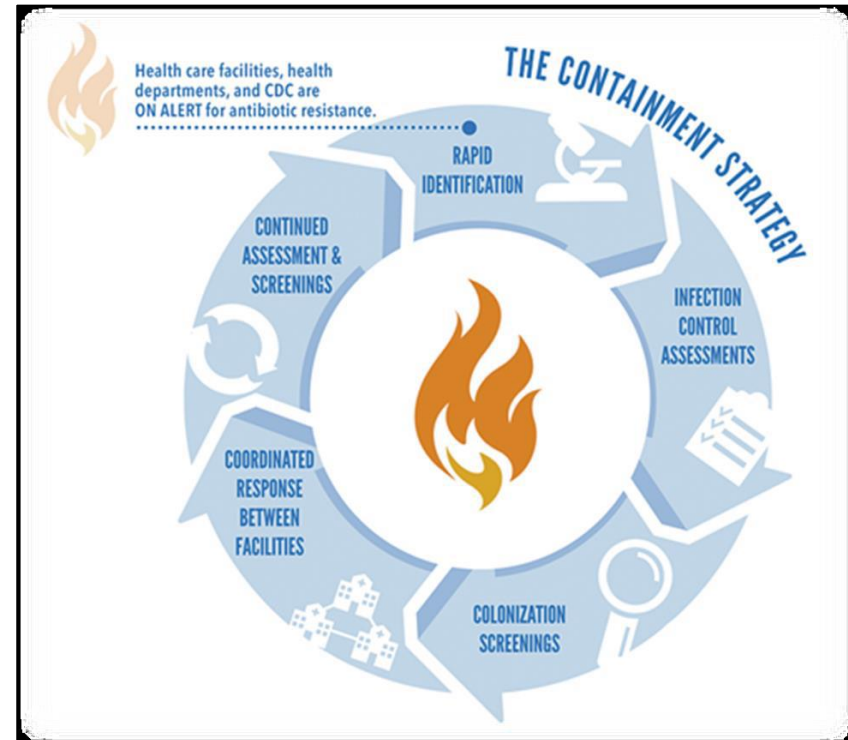 Health care facilities, health
departments, and CDC are
ON ALERT for antibiotic resistance.
THE CONTAINMENT STRATEGY
RAPID
IDENTIFICATION
INFECTION
CONTROL
ASSESSMENTS
COLONIZATION
SCREENINGS
COORDINATED
RESPONSE
BETWEEN
FACILITIES
CONTINUED
ASSESSMENT &
SCREENINGS